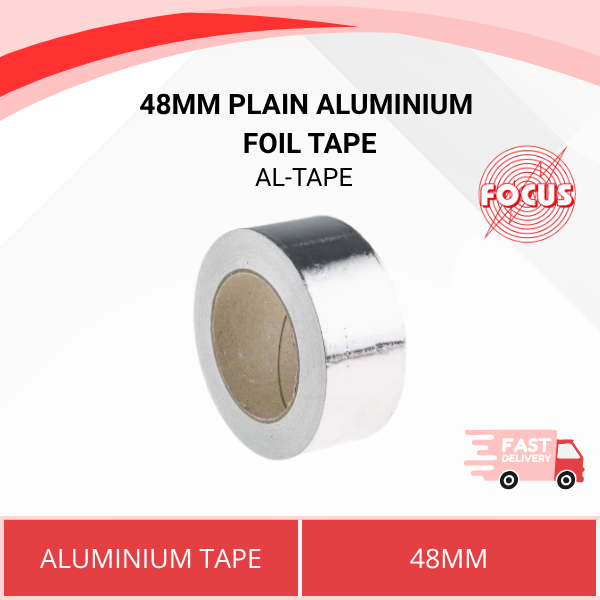 48MM PLAIN ALUMINIUM
FOIL TAPE
AL-TAPE
FOCUS
FAST
DELIVERY
ALUMINIUM TAPE
48MM